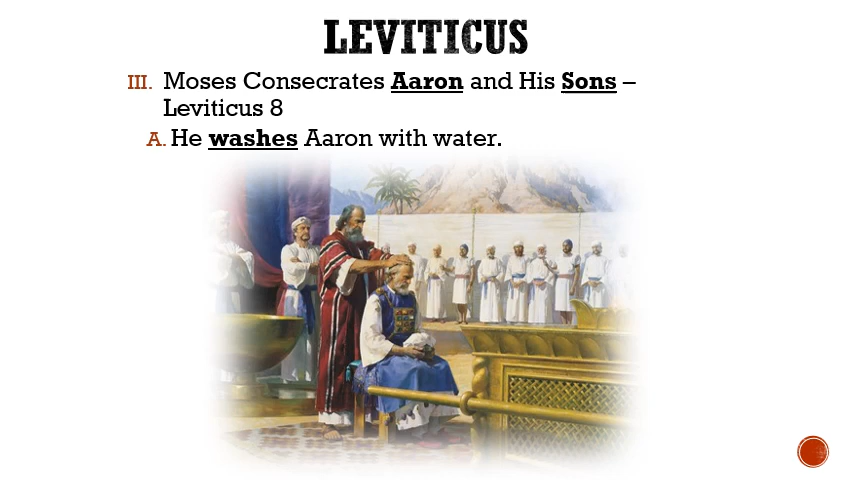 LEVITICUS
III. Moses Consecrates Aaron and His Sons –
Leviticus 8
A. He washes Aaron with water.